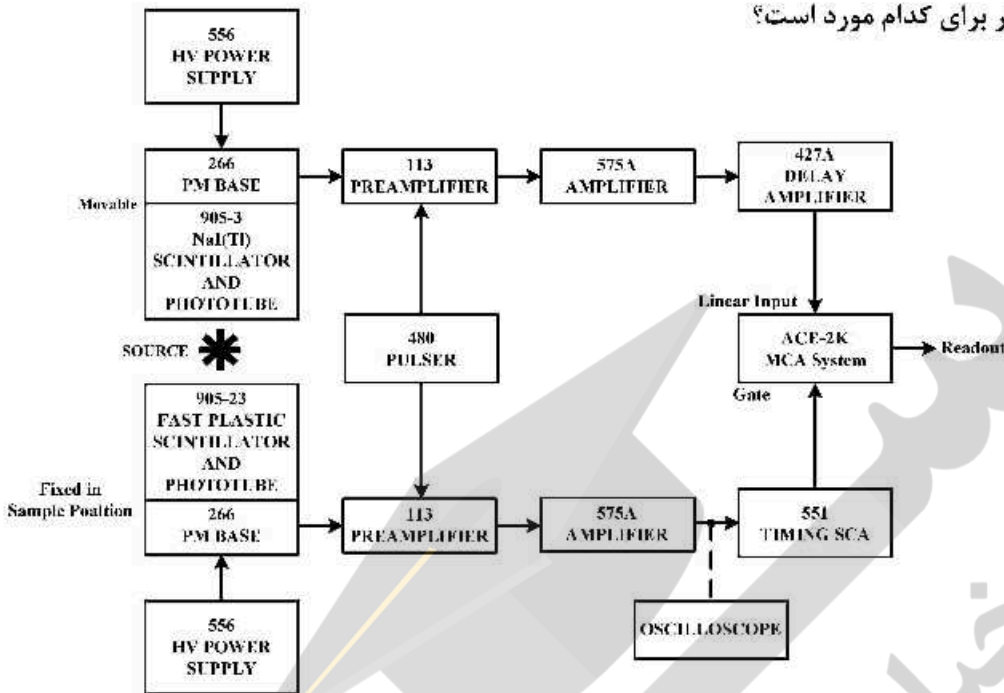 ر برای کدام مورد است؟
556
HV POWER
SUPPLY
266
PM BASE
Movable
905-3
NaI(Tl)
SCINTILLATOR
AND
PHOTOTUBE
113
PREAMPLIFIER
575A
AMPLIFIER
427A
DELAY
AMPLIFIER
Linear Input
SOURCE
480
PULSER
ACE-2K
MCA System
Readout
Gate
905-23
FAST PLASTIC
SCINTILLATOR
AND
PHOTOTUBE
Fixed in
Sample Poaition
266
PM BASE
113
PREAMPLIFIER
575A
AMPLIFIER
551
TIMING SCA
OSCILLOSCOPE
556
HV POWER
SUPPLY